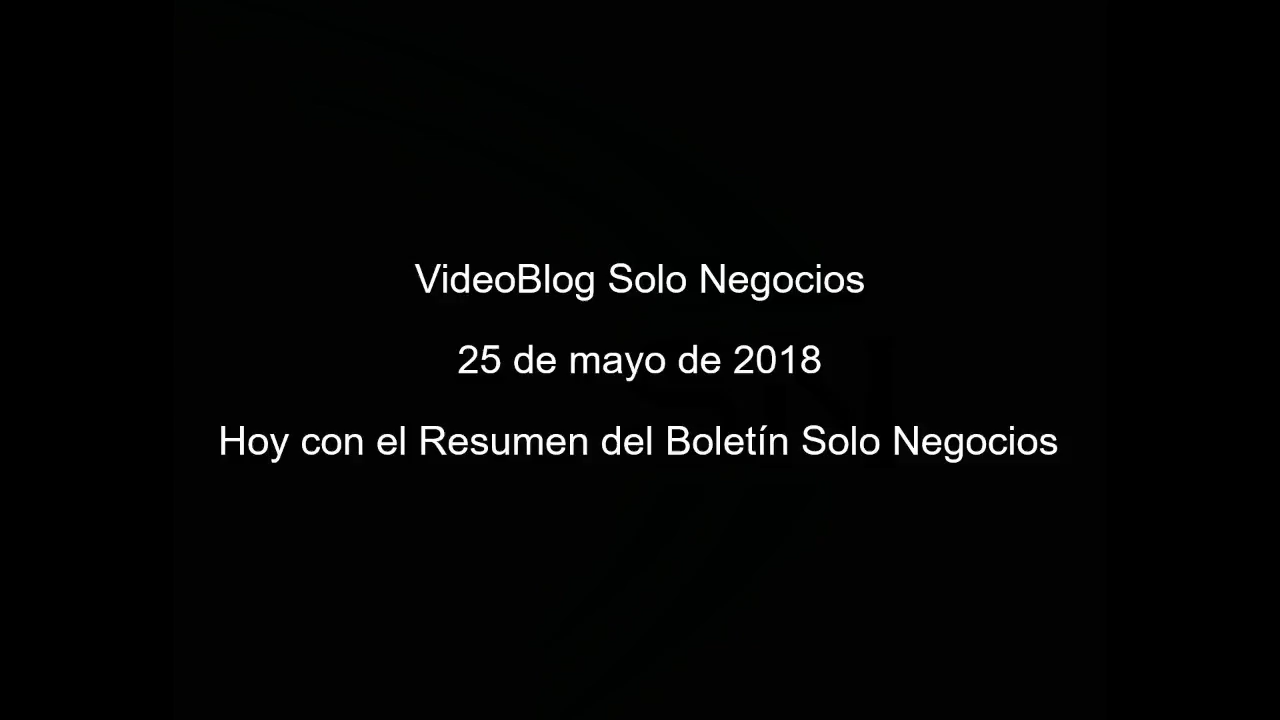 VideoBlog Solo Negocios
25 de mayo de 2018
Hoy con el Resumen del Boletín Solo Negocios